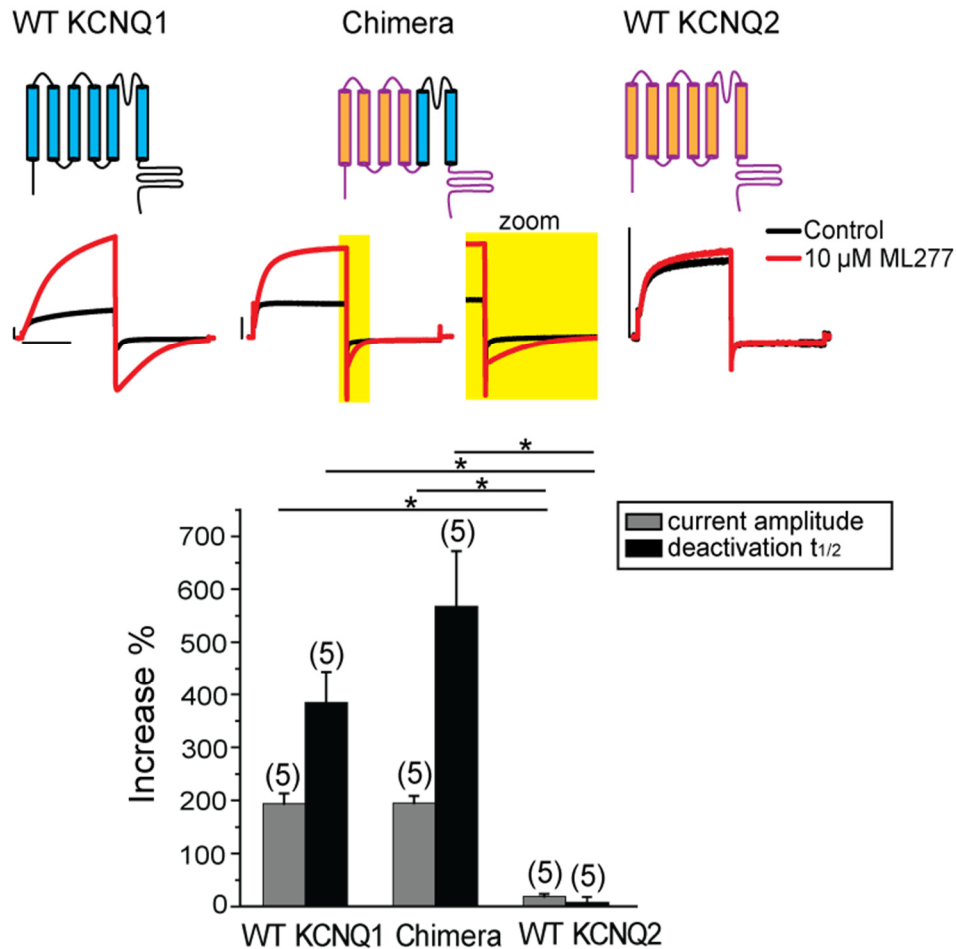 WT KCNQ1 Chimera WT KCNQ2
zoom
Control
10 µM ML277
*
*
*
*
current amplitude
deactivation t1/2
Increase %
700
600
500
400
300
200
100
0
(5) (5) (5) (5) (5) (5)
WT KCNQ1 Chimera WT KCNQ2